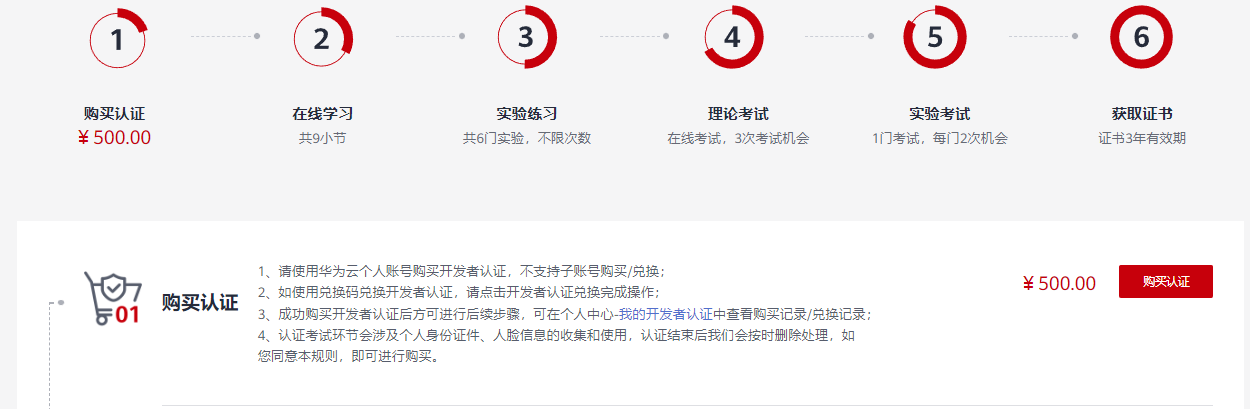 1
2
3
4
5
6
购买认证
在线学习
实验练习
理论考试
实验考试
获取证书
¥ 500.00
共9小节
共6门实验，不限次数
在线考试，3次考试机会
1门考试，每门2次机会
证书3年有效期
01
购买认证
1、请使用华为云个人账号购买开发者认证，不支持子账号购买/兑换；
2、如使用兑换码兑换开发者认证，请点击开发者认证兑换完成操作；
3、成功购买开发者认证后方可进行后续步骤，可在个人中心-我的开发者认证中查看购买记录/兑换记录；
4、认证考试环节会涉及个人身份证件、人脸信息的收集和使用，认证结束后我们会按时删除处理，如
您同意本规则，即可进行购买。
¥ 500.00
购买认证